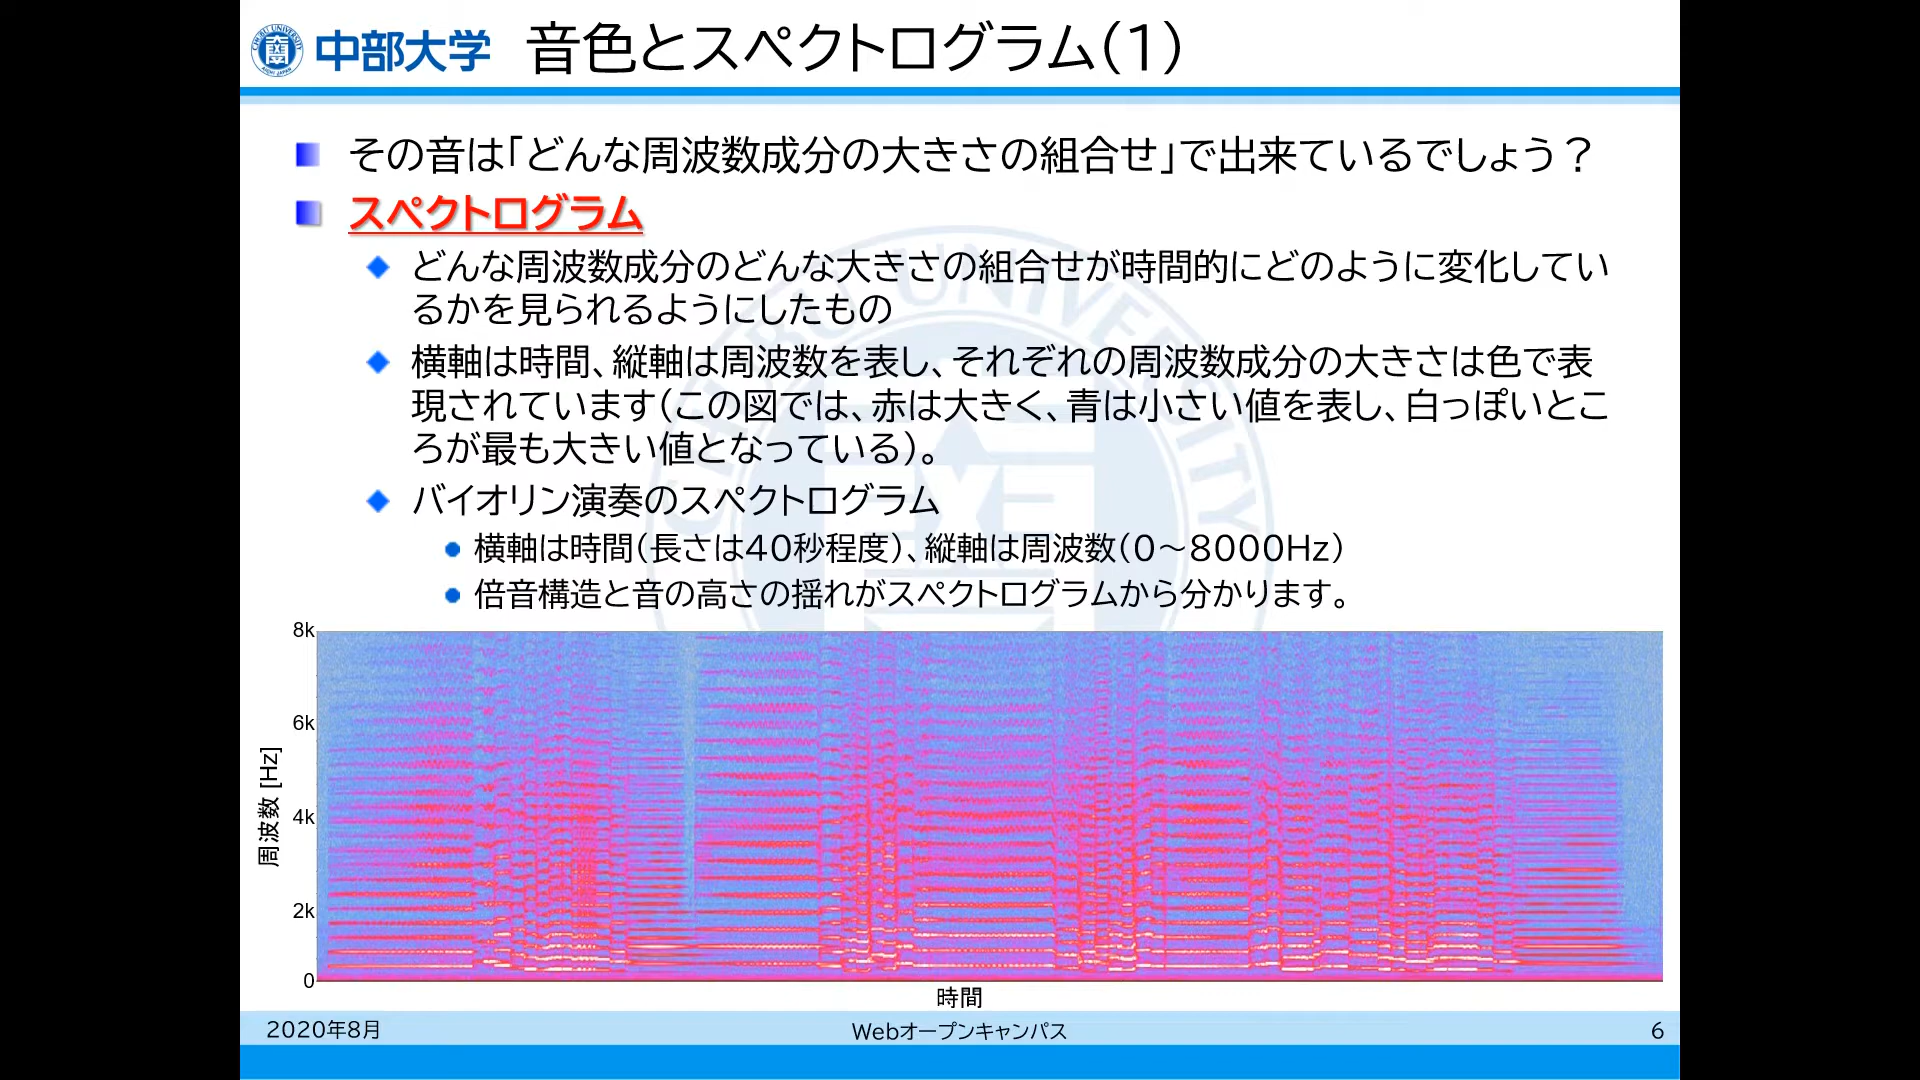 中部大学 音色とスペクトログラム(1)
その音は｢どんな周波数成分の大きさの組合せ｣で出来ているでしょう？
スペクトログラム
どんな周波数成分のどんな大きさの組合せが時間的にどのように変化してい
るかを見られるようにしたもの
横軸は時間、縦軸は周波数を表し、それぞれの周波数成分の大きさは色で表
現されています(この図では、赤は大きく、青は小さい値を表し、白っぽいとこ
ろが最も大きい値となっている)。
バイオリン演奏のスペクトログラム
横軸は時間(長さは40秒程度)、縦軸は周波数(0～8000Hz)
倍音構造と音の高さの揺れがスペクトログラムから分かります。
8k
6k
4k
2k
0
周波数 [Hz]
時間
2020年8月 Webオープンキャンパス 6